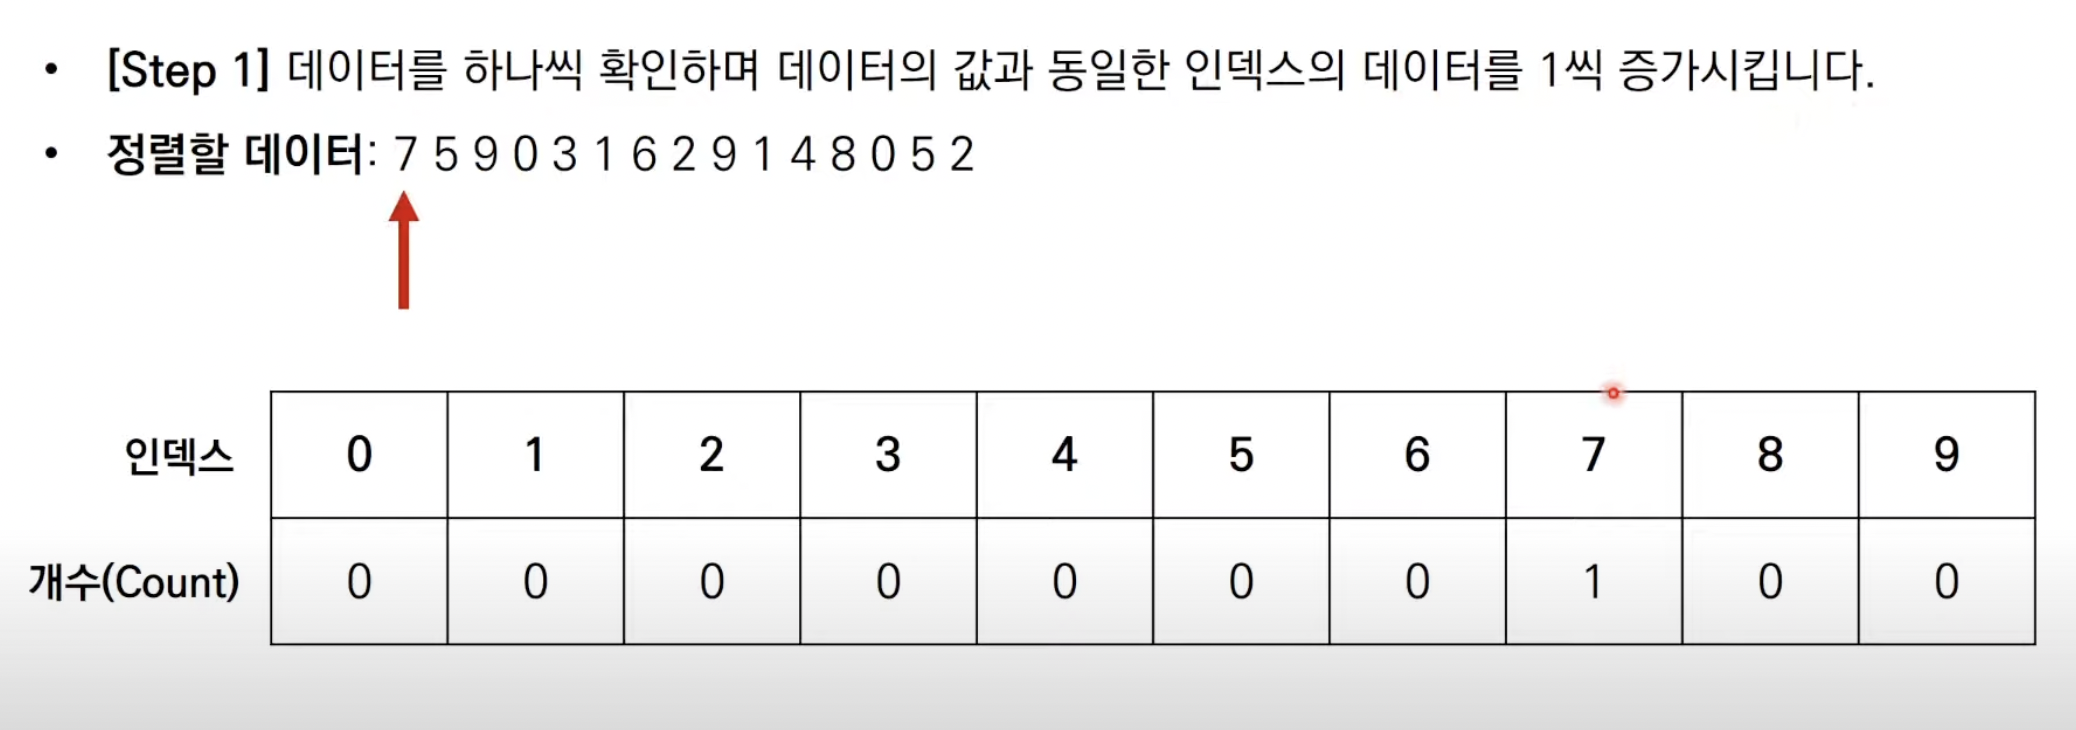 • [Step 1] 데이터를 하나씩 확인하며 데이터의 값과 동일한 인덱스의 데이터를 1씩 증가시킵니다.
• 정렬할 데이터: 7 5 9 0 3 1 6 2 9 1 4 8 0 5 2
인덱스 0 1 2 3 4 5 6 7 8 9
개수(Count) 0 0 0 0 0 0 0 1 0 0